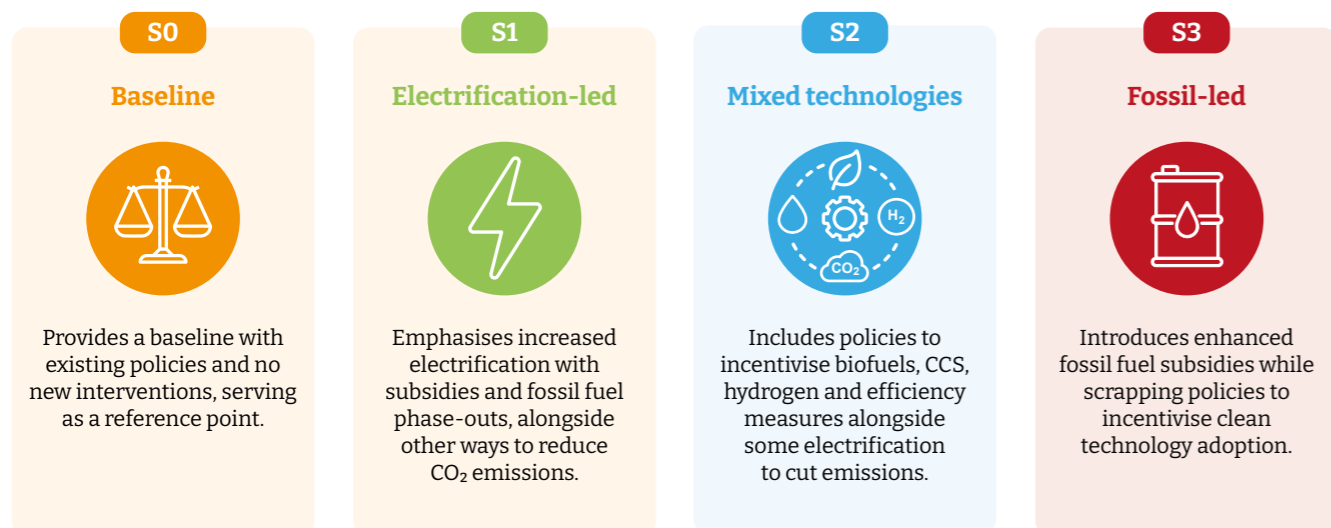 S0
Baseline
Provides a baseline with
existing policies and no
new interventions, serving
as a reference point.
S1
Electrification-led
Emphasises increased
electrification with
subsidies and fossil fuel
phase-outs, alongside
other ways to reduce
CO₂ emissions.
S2
Mixed technologies
H₂
CO₂
Includes policies to
incentivise biofuels, CCS,
hydrogen and efficiency
measures alongside
some electrification
to cut emissions.
S3
Fossil-led
Introduces enhanced
fossil fuel subsidies while
scrapping policies to
incentivise clean
technology adoption.